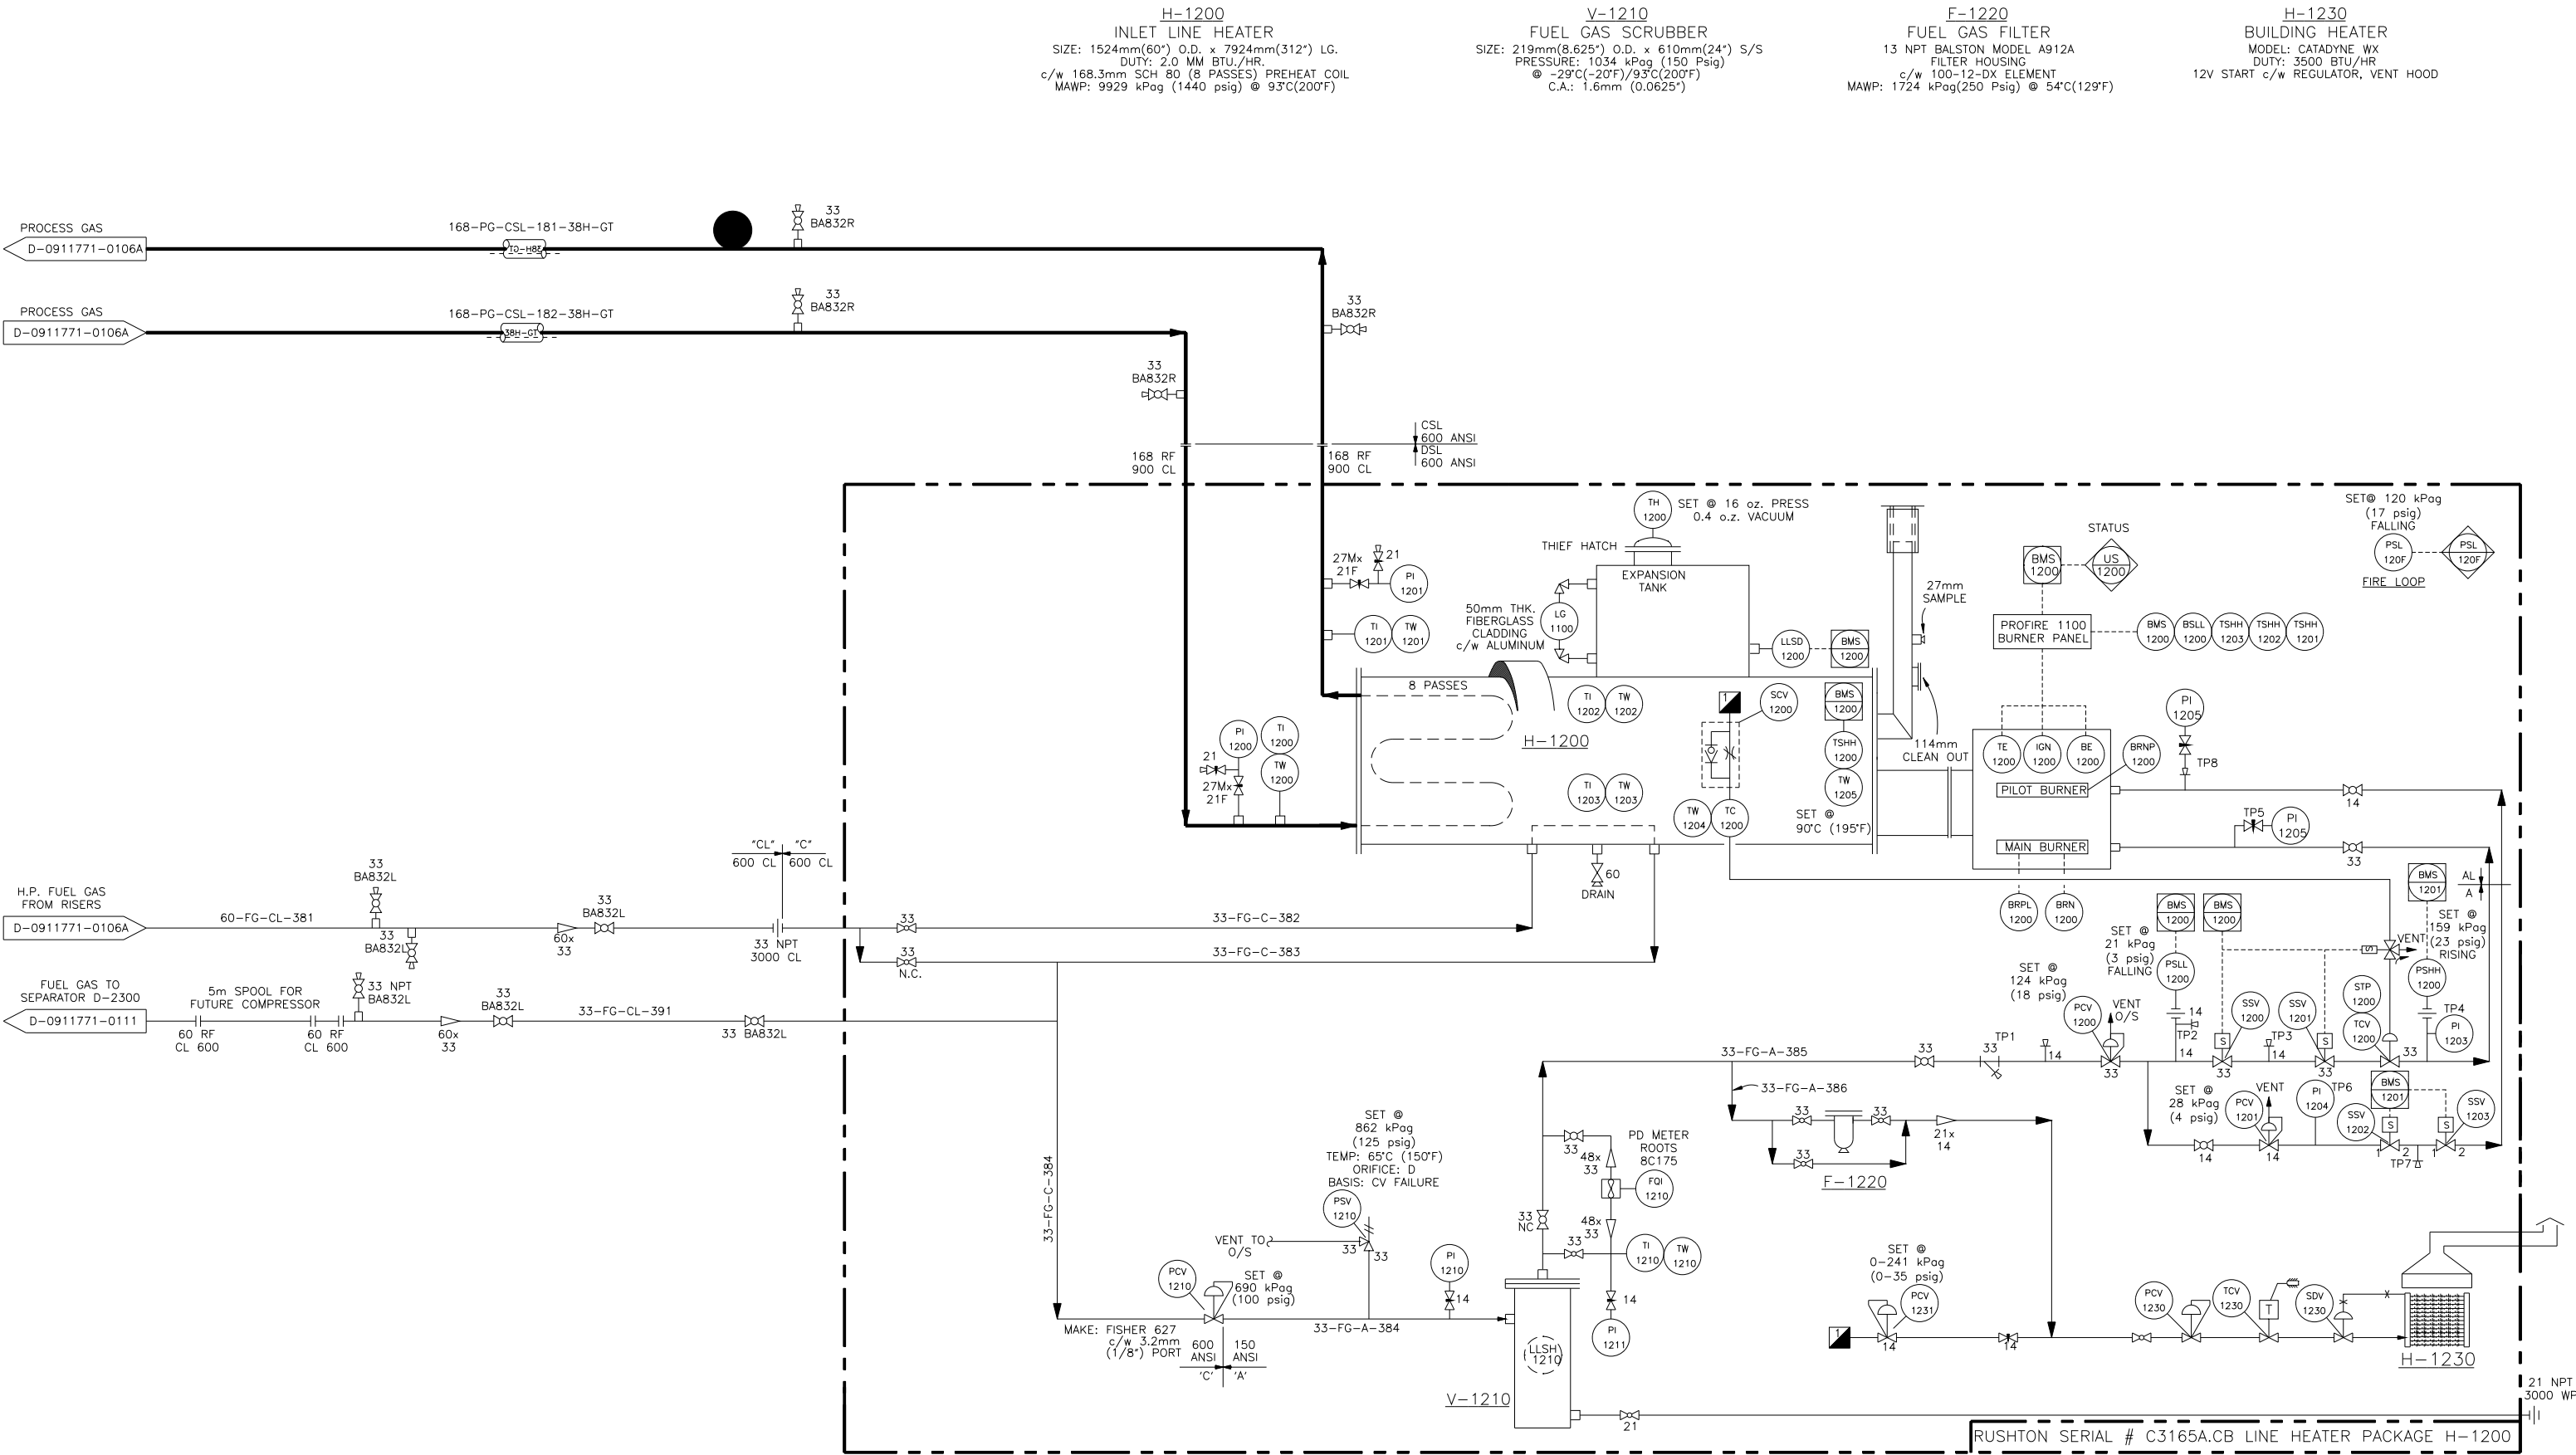 H-1200
INLET LINE HEATER
SIZE: 1524mm(60") O.D. x 7924mm(312") LG.
DUTY: 2.0 MM BTU./HR.
c/w 168.3mm SCH 80 (8 PASSES) PREHEAT COIL
MAWP: 9929 kPag (1440 psig) @ 93°C(200°F)
V-1210
FUEL GAS SCRUBBER
SIZE: 219mm(8.625") O.D. x 610mm(24") S/S
PRESSURE: 1034 kPag (150 Psig)
@ -29°C(-20°F)/93°C(200°F)
C.A.: 1.6mm (0.0625")
F-1220
FUEL GAS FILTER
13 NPT BALSTON MODEL A912A
FILTER HOUSING
c/w 100-12-DX ELEMENT
MAWP: 1724 kPag(250 Psig) @ 54°C(129°F)
H-1230
BUILDING HEATER
MODEL: CATADYNE WX
DUTY: 3500 BTU/HR
12V START c/w REGULATOR, VENT HOOD
PROCESS GAS
D-0911771-0106A
168-PG-CSL-181-38H-GT
38H-GT
33
BA832R
PROCESS GAS
D-0911771-0106A
168-PG-CSL-182-38H-GT
38H-GT
33
BA832R
33
BA832R
33
BA832R
CSL
600 ANSI
DSL
600 ANSI
168 RF
900 CL
168 RF
900 CL
TH
1200
SET @ 16 oz. PRESS
0.4 o.z. VACUUM
THIEF HATCH
EXPANSION
TANK
27Mx
21F
21
PI
1201
TI
1201
TW
1201
50mm THK.
FIBERGLASS
CLADDING
c/w ALUMINUM
LG
1100
LLSD
1200
BMS
1200
27mm
SAMPLE
114mm
CLEAN OUT
8 PASSES
H-1200
TI
1202
TW
1202
1
SCV
1200
BMS
1200
TSHH
1200
TW
1205
TI
1203
TW
1203
TW
1204
TC
1200
SET @
90°C (195°F)
PI
1200
TI
1200
TW
1200
21
27Mx
21F
60
DRAIN
STATUS
BMS
1200
US
1200
PROFIRE 1100
BURNER PANEL
BMS
1200
BSLL
1200
TSHH
1203
TSHH
1202
TSHH
1201
SET@ 120 kPag
(17 psig)
FALLING
PSL
120F
PSL
120F
FIRE LOOP
TE
1200
IGN
1200
BE
1200
BRNP
1200
PILOT BURNER
MAIN BURNER
BRPL
1200
BRN
1200
PI
1205
TP8
14
TP5
PI
1205
33
"CL"
"C"
600 CL
600 CL
H.P. FUEL GAS
FROM RISERS
D-0911771-0106A
60-FG-CL-381
33
BA832L
33
BA832L
60x
33
33
BA832L
33 NPT
3000 CL
33
33-FG-C-382
33
N.C.
33-FG-C-383
FUEL GAS TO
SEPARATOR D-2300
D-0911771-0111
5m SPOOL FOR
FUTURE COMPRESSOR
60 RF
CL 600
60 RF
CL 600
33 NPT
BA832L
60x
33
33
BA832L
33-FG-CL-391
33 BA832L
33-FG-C-384
BMS
1201
AL
A
SET @
159 kPag
(23 psig)
RISING
BMS
1200
BMS
1200
SET @
21 kPag
(3 psig)
FALLING
PSLL
1200
S
VENT
PSHH
1200
SET @
124 kPag
(18 psig)
PCV
1200
VENT
O/S
14
TP2
14
SSV
1200
S
33
TP3
14
SSV
1201
S
33
STP
1200
TCV
1200
33
TP4
PI
1203
33-FG-A-385
33
33
TP1
14
33
33-FG-A-386
33
33
33
21x
14
F-1220
SET @
28 kPag
(4 psig)
VENT
PCV
1201
14
14
PI
1204
TP6
BMS
1201
SSV
1202
S
1
2
TP7
SSV
1203
S
1
2
SET @
862 kPag
(125 psig)
TEMP: 65°C (150°F)
ORIFICE: D
BASIS: CV FAILURE
PSV
1210
33
33
VENT TO
O/S
PCV
1210
SET @
690 kPag
(100 psig)
MAKE: FISHER 627
c/w 3.2mm
(1/8") PORT
600
ANSI
150
ANSI
'C'
'A'
33-FG-A-384
PI
1210
14
33
48x
33
PD METER
ROOTS
8C175
FQI
1210
33
NC
48x
33
33
TI
1210
TW
1210
14
PI
1211
LLSH
1210
V-1210
21
SET @
0-241 kPag
(0-35 psig)
PCV
1231
1
14
14
PCV
1230
TCV
1230
T
SDV
1230
x
x
H-1230
21 NPT
3000 WP
RUSHTON SERIAL # C3165A.CB LINE HEATER PACKAGE H-1200